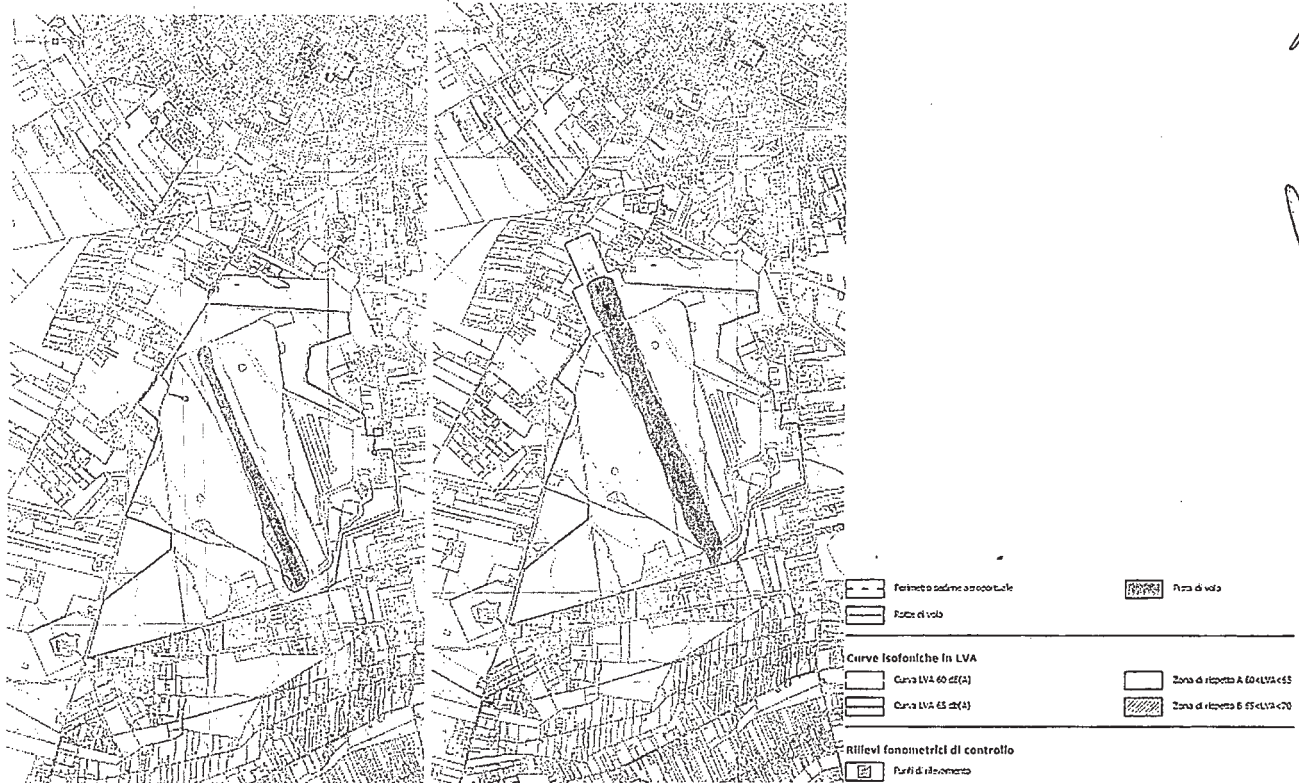 Perimetro sedime aeroportuale
Pista di volo
Rotte di volo
Curve isofoniche in LVA
Curva LVA 60 dB(A)
Zona di rispetto A 60<LVA<65
Curva LVA 65 dB(A)
Zona di rispetto B 65<LVA<70
Rilievi fonometrici di controllo
Punti di rilevamento